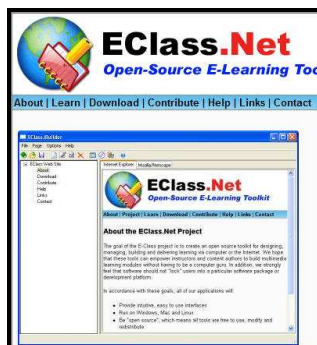 EClass.Net
Open-Source E-Learning Too
About | Learn | Download | Contribute | Help | Links | Contact
EClass.Builder
File Page Options Help
EClass Web Site
About
Download
Contribute
Help
Links
Contact
Internet Explorer Mozilla/Netscape
EClass.Net
Open-Source E-Learning Toolkit
About | Project | Learn | Download | Contribute | Help | Links | Contact
About the EClass.Net Project
The goal of the E-Class project is to create an open source toolkit for designing,
managing, building and delivering learning via computer or the Internet. We hope
that these tools can empower instructors and content authors to build multimedia
learning modules without having to be a computer guru. In addition, we strongly
feel that software should not "lock" users into a particular software package or
development platform.
In accordance with these goals, all of our applications will:
Provide intuitive, easy to use interfaces
Run on Windows, Mac and Linux
Be "open source", which means all tools are free to use, modify and
redistribute